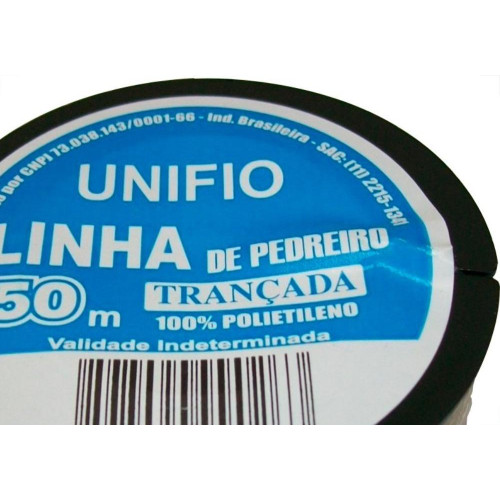 por CNPJ 73.038.143/0001-66 - Ind. Brasileira - SAC: (11) 2215-134
UNIFIO
LINHA DE PEDREIRO
50 m TRANÇADA
100% POLIETILENO
Validade Indeterminada